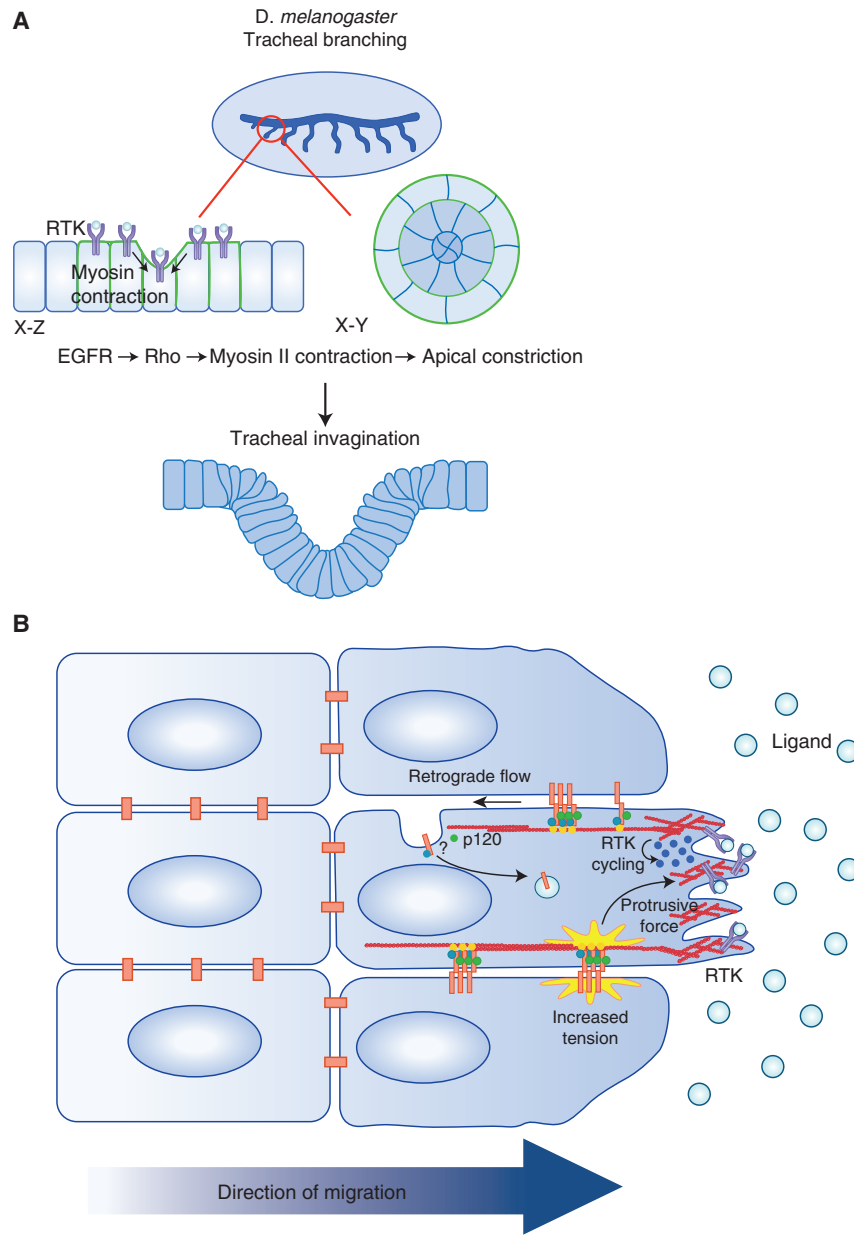 A
D. melanogaster
Tracheal branching
RTK
Myosin
contraction
X-Z
X-Y
EGFR → Rho → Myosin II contraction → Apical constriction
Tracheal invagination
B
Ligand
Retrograde flow
? p120
RTK
cycling
Protrusive
force
RTK
Increased
tension
Direction of migration